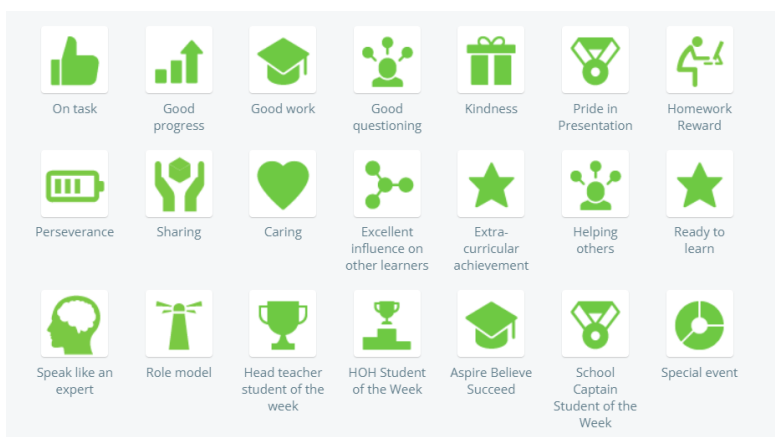 On task
Good
progress
Good work
Good
questioning
Kindness
Pride in
Presentation
Homework
Reward
Perseverance
Sharing
Caring
Excellent
influence on
other learners
Extra-
curricular
achievement
Helping
others
Ready to
learn
Speak like an
expert
Role model
Head teacher
student of the
week
HOH Student
of the Week
Aspire Believe
Succeed
School
Captain
Student of the
Week
Special event